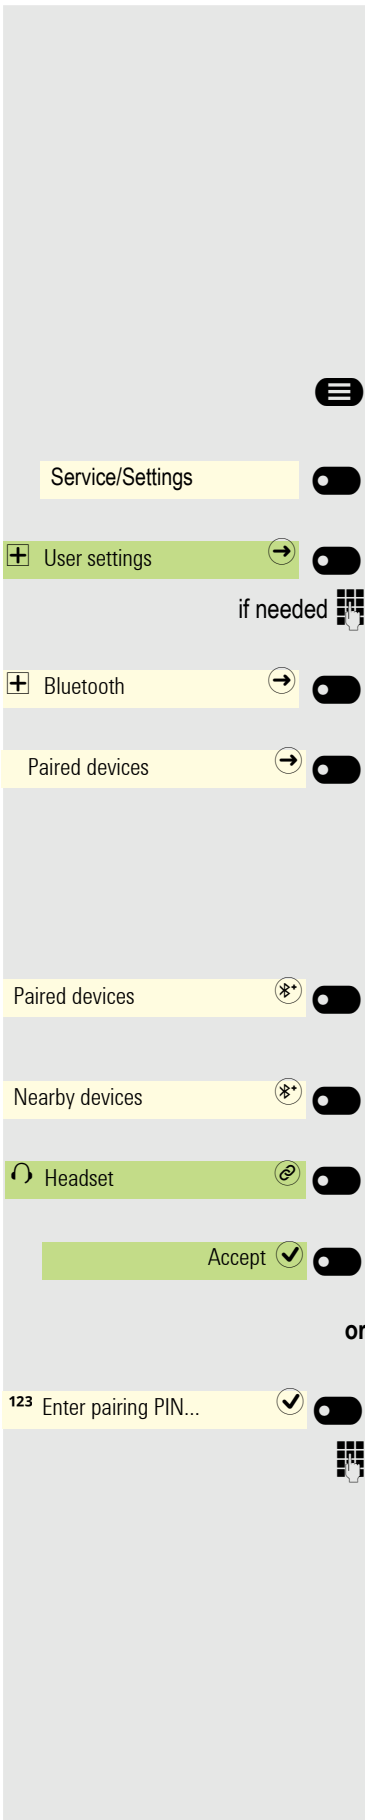 Service/Settings
User settings
if needed
Bluetooth
Paired devices
Paired devices
Nearby devices
Headset
Accept
or
123 Enter pairing PIN...